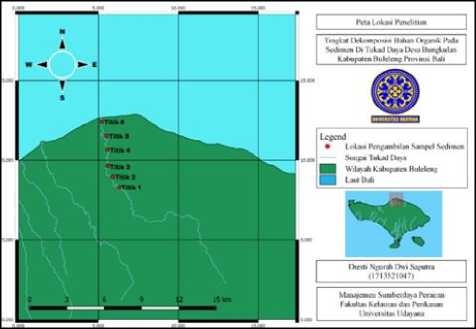 Peta Lokasi Penelitian
Tingkat Dekomposisi Bahan Organik Pada
Sedimen Di Tukad Daya Desa Bungkulan
Kabupaten Buleleng Provinsi Bali
UNIVERSITAS UDAYANA
Legend
Lokasi Pengambilan Sampel Sedimen
Sungai Tukad Daya
Wilayah Kabupaten Buleleng
Laut Bali
Ngurah Dwi Saputra
(1713521047)
Manajemen Sumberdaya Perairan
Fakultas Kelautan dan Perikanan
Universitas Udayana
N
W
E
S
Titik 6
Titik 5
Titik 4
Titik 3
Titik 2
Titik 1
0 3 6 9 12 15 km